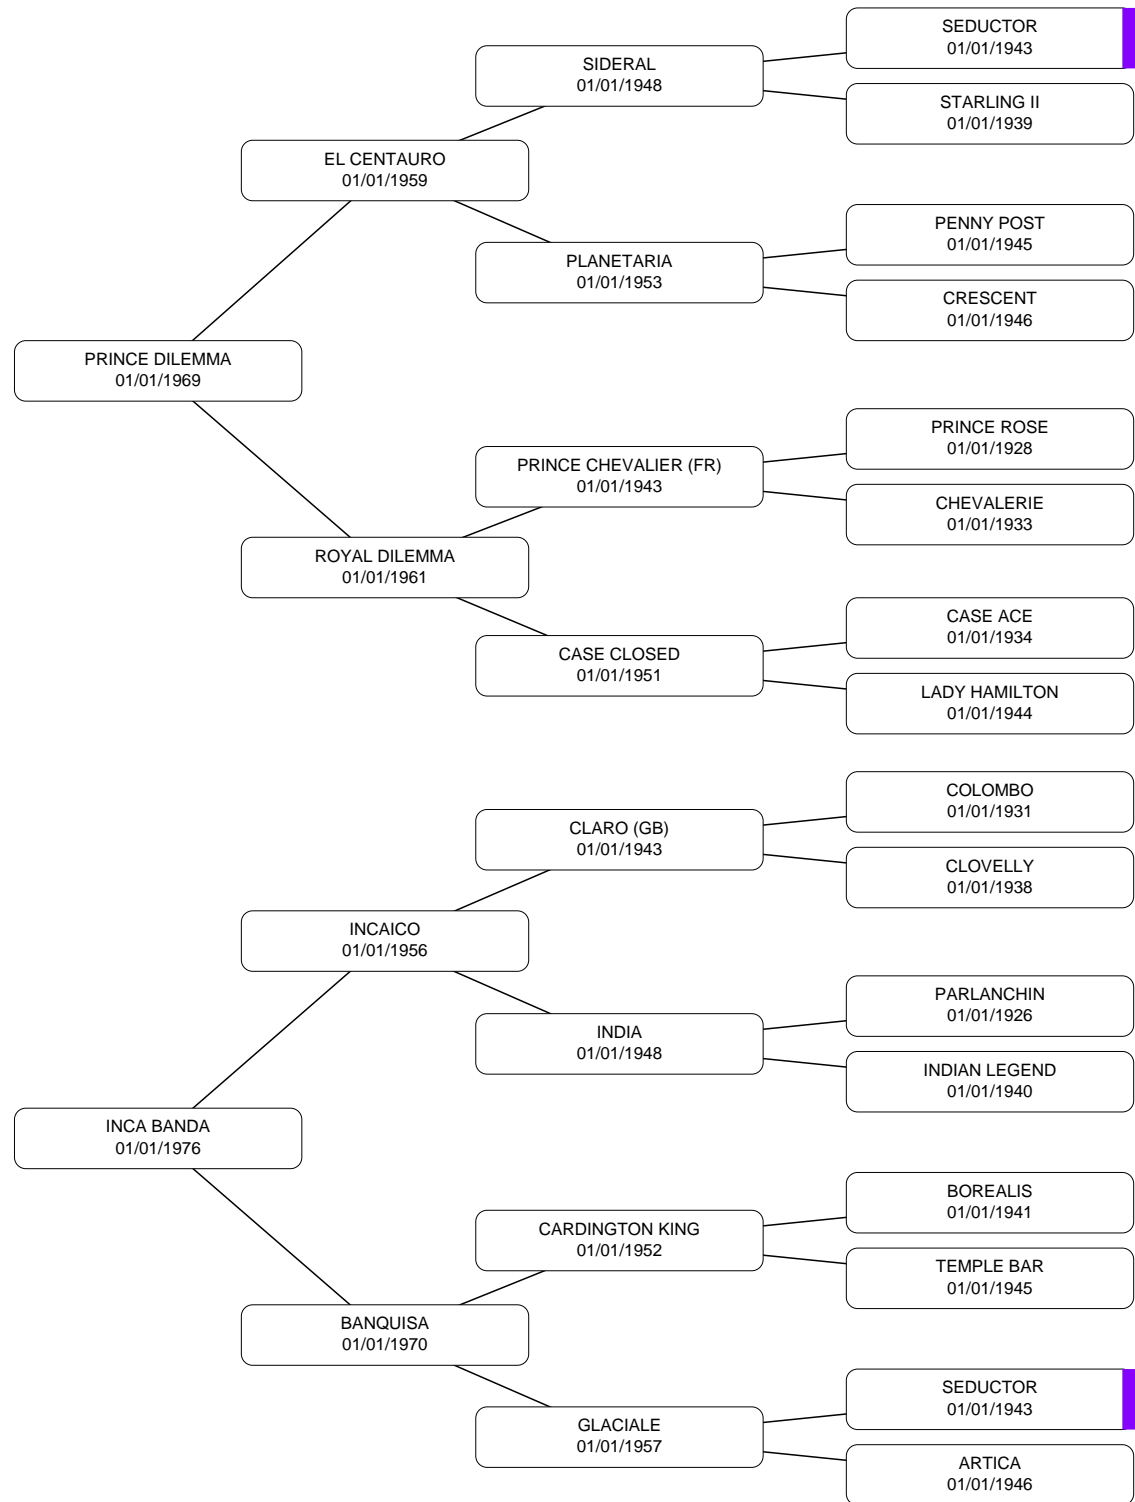 SEDUCTOR
01/01/1943
SIDERAL
01/01/1948
STARLING II
01/01/1939
EL CENTAURO
01/01/1959
PENNY POST
01/01/1945
PLANETARIA
01/01/1953
CRESCENT
01/01/1946
PRINCE DILEMMA
01/01/1969
PRINCE ROSE
01/01/1928
PRINCE CHEVALIER (FR)
01/01/1943
CHEVALERIE
01/01/1933
ROYAL DILEMMA
01/01/1961
CASE ACE
01/01/1934
CASE CLOSED
01/01/1951
LADY HAMILTON
01/01/1944
COLOMBO
01/01/1931
CLARO (GB)
01/01/1943
CLOVELLY
01/01/1938
INCAICO
01/01/1956
PARLANCHIN
01/01/1926
INDIA
01/01/1948
INDIAN LEGEND
01/01/1940
INCA BANDA
01/01/1976
BOREALIS
01/01/1941
CARDINGTON KING
01/01/1952
TEMPLE BAR
01/01/1945
BANQUISA
01/01/1970
SEDUCTOR
01/01/1943
GLACIALE
01/01/1957
ARTICA
01/01/1946